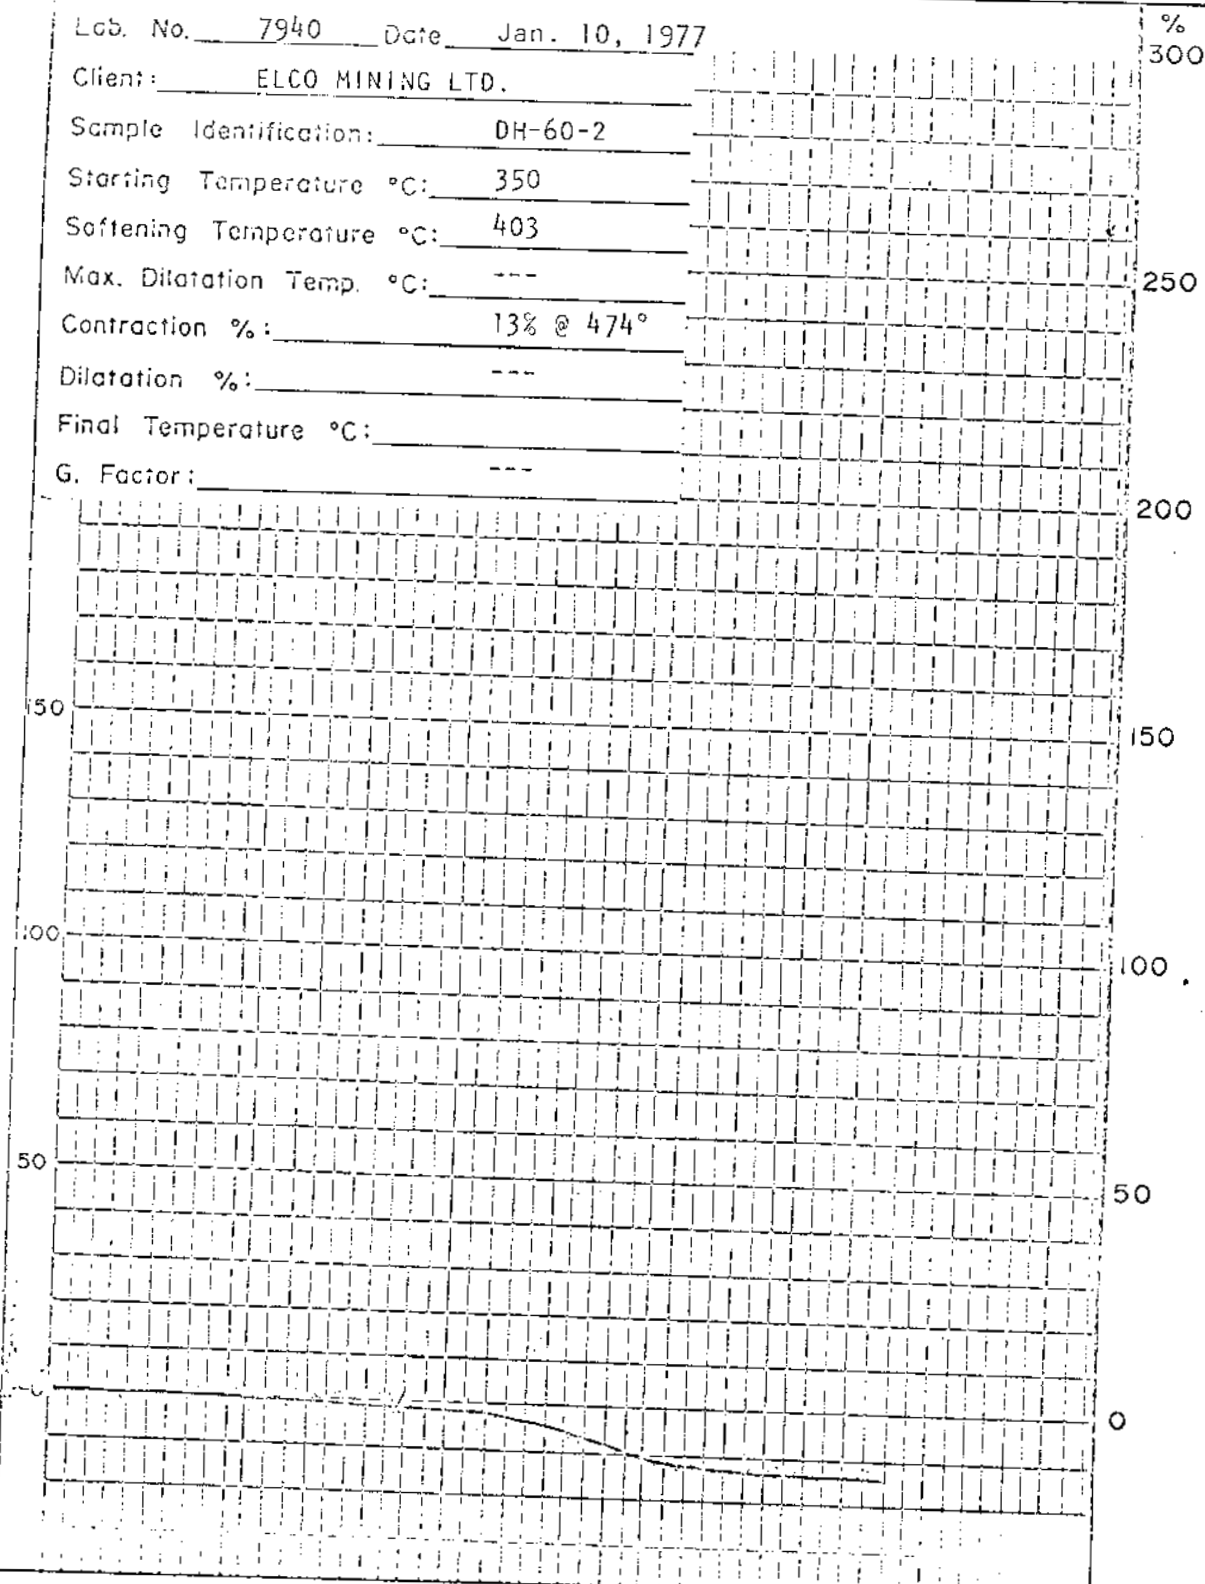 Lab. No. 7940 Date Jan. 10, 1977
Client: ELCO MINING LTD.
Sample Identification: DH-60-2
Starting Temperature °C: 350
Softening Temperature °C: 403
Max. Dilatation Temp. °C: ---
Contraction %: 13% @ 474°
Dilatation %: ---
Final Temperature °C:
G. Factor: ---
%
300
250
200
150
150
100
100
50
50
0
0